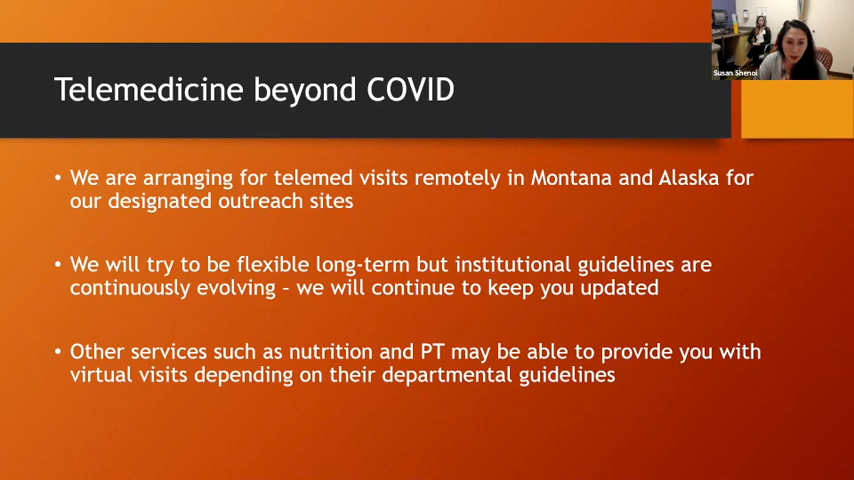 Susan Shenoi
Telemedicine beyond COVID
• We are arranging for telemed visits remotely in Montana and Alaska for
our designated outreach sites
• We will try to be flexible long-term but institutional guidelines are
continuously evolving – we will continue to keep you updated
• Other services such as nutrition and PT may be able to provide you with
virtual visits depending on their departmental guidelines